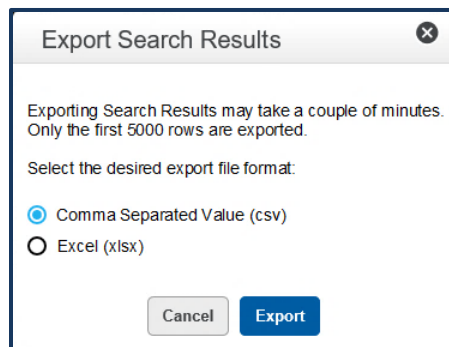 Export Search Results
Exporting Search Results may take a couple of minutes.
Only the first 5000 rows are exported.
Select the desired export file format:
Comma Separated Value (csv)
Excel (xlsx)
Cancel Export